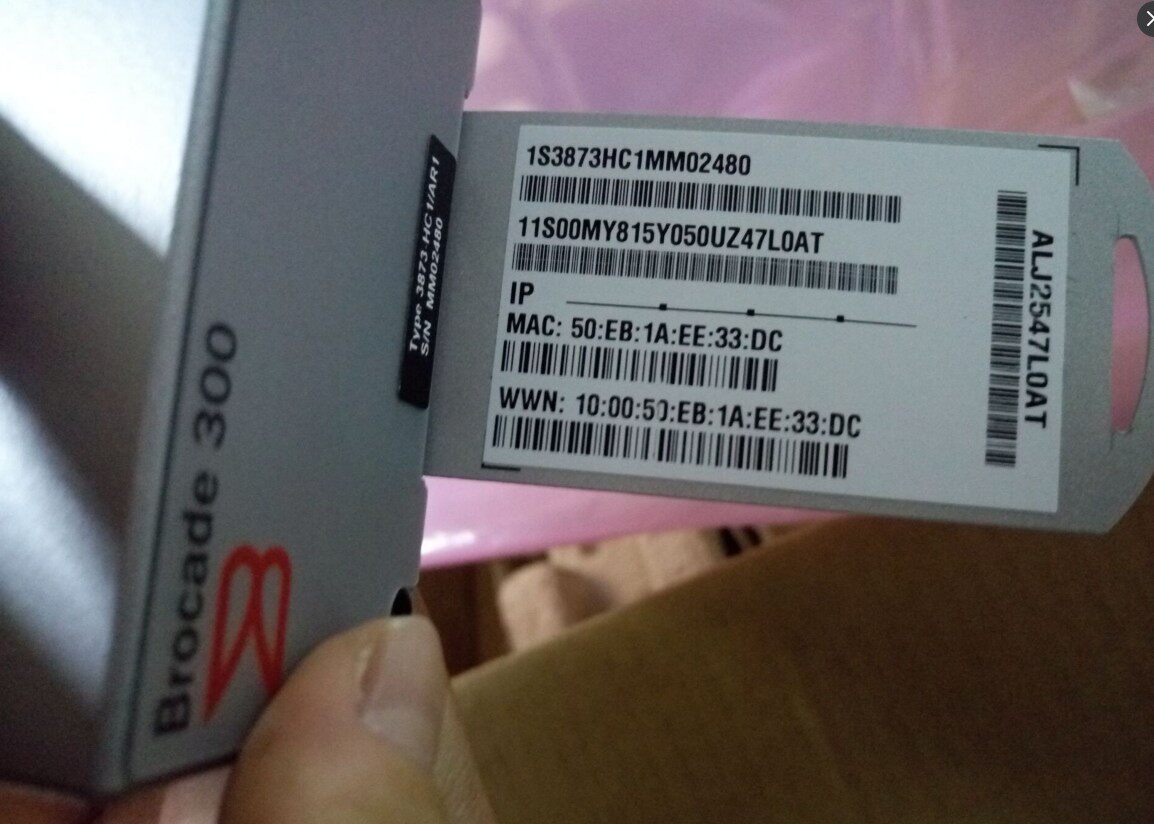 1S3873HC1MM02480
11S00MY815Y050UZ47L0AT
IP
MAC: 50:EB:1A:EE:33:DC
WWN: 10:00:50:EB:1A:EE:33:DC
ALJ2547L0AT
Type 3873 HC1/AR1
S/N MM02480
Brocade 300